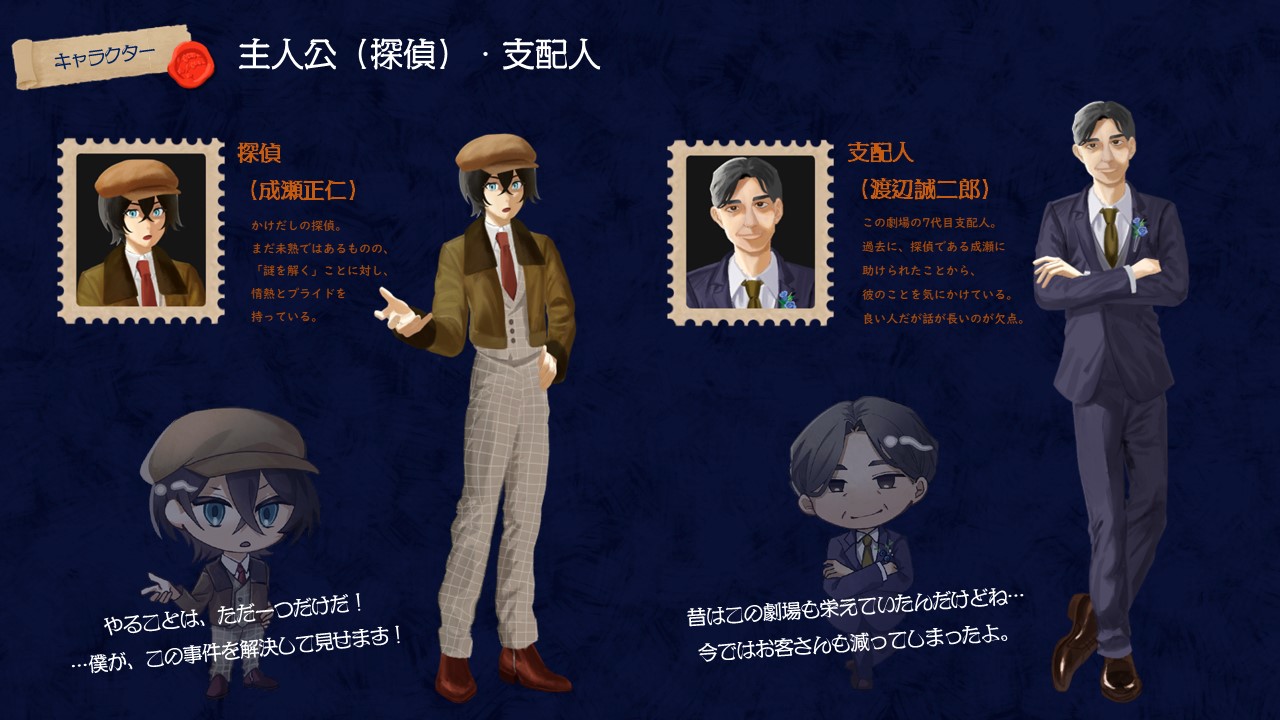 キャラクター
主人公（探偵）・支配人
探偵
（成瀬正仁）
かけだしの探偵。
まだ未熟ではあるものの、
「謎を解く」ことに対し、
情熱とプライドを
持っている。
やることは、ただ一つだけだ！
…僕が、この事件を解決して見せます！
支配人
（渡辺誠二郎）
この劇場の7代目支配人。
過去に、探偵である成瀬に
助けられたことから、
彼のことを気にかけている。
良い人だが話が長いのが欠点。
昔はこの劇場も栄えていたんだけどね…
今ではお客さんも減ってしまったよ。